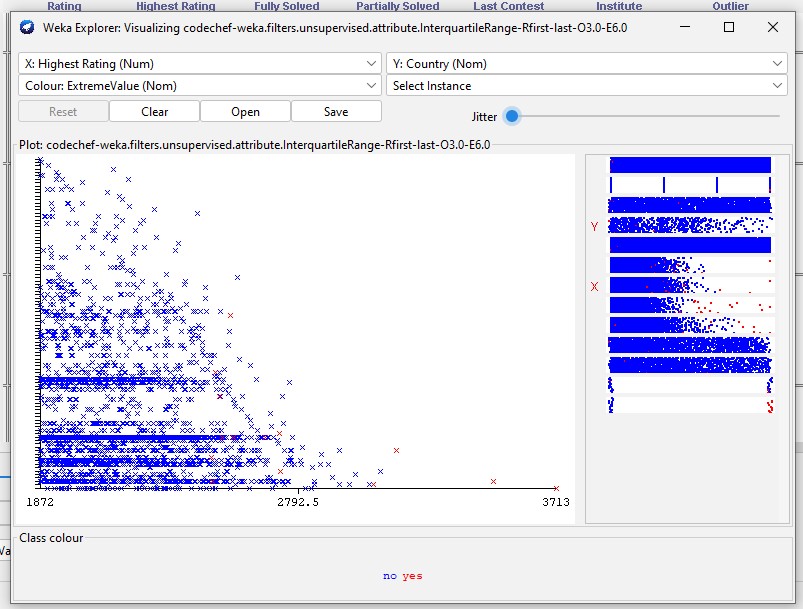 Rating Highest Rating Fully Solved Partially Solved Last Contest Institute Outlier
Weka Explorer: Visualizing codechef-weka.filters.unsupervised.attribute.InterquartileRange-Rfirst-last-O3.0-E6.0
X: Highest Rating (Num) Y: Country (Nom)
Colour: ExtremeValue (Nom) Select Instance
Reset Clear Open Save Jitter
Plot: codechef-weka.filters.unsupervised.attribute.InterquartileRange-Rfirst-last-O3.0-E6.0
Y
X
1872 2792.5 3713
Class colour
no yes